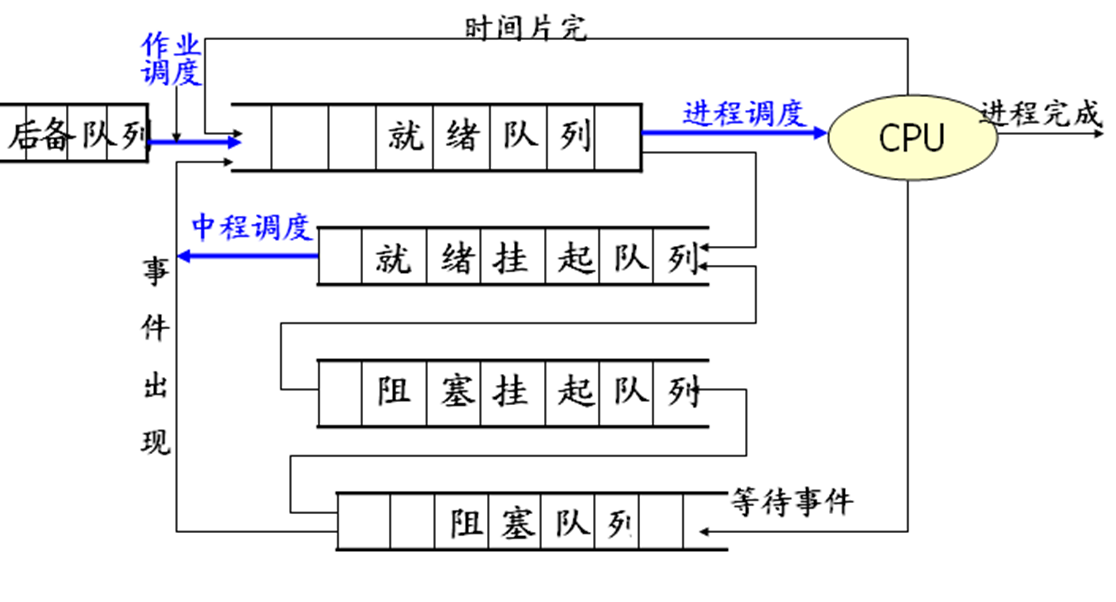 时间片完
作业
调度
后备队列
就绪队列
进程调度
CPU
进程完成
中程调度
就绪挂起队列
事件出现
阻塞挂起队列
等待事件
阻塞队列